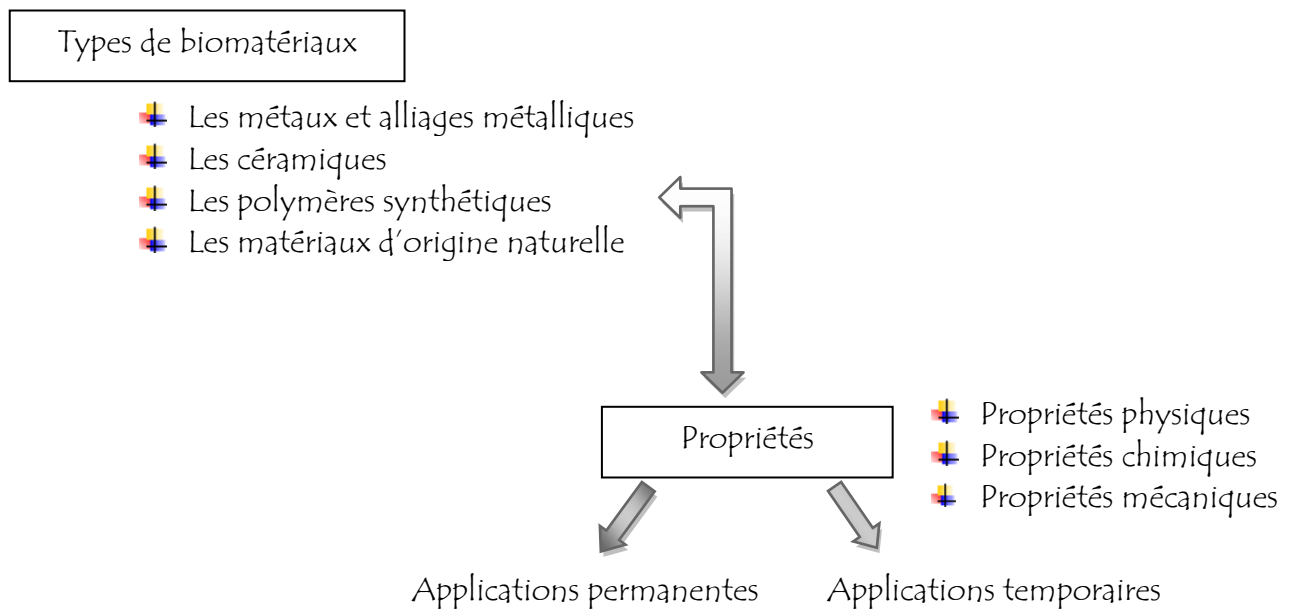 Types de biomatériaux
Les métaux et alliages métalliques
Les céramiques
Les polymères synthétiques
Les matériaux d'origine naturelle
Propriétés
Propriétés physiques
Propriétés chimiques
Propriétés mécaniques
Applications permanentes
Applications temporaires